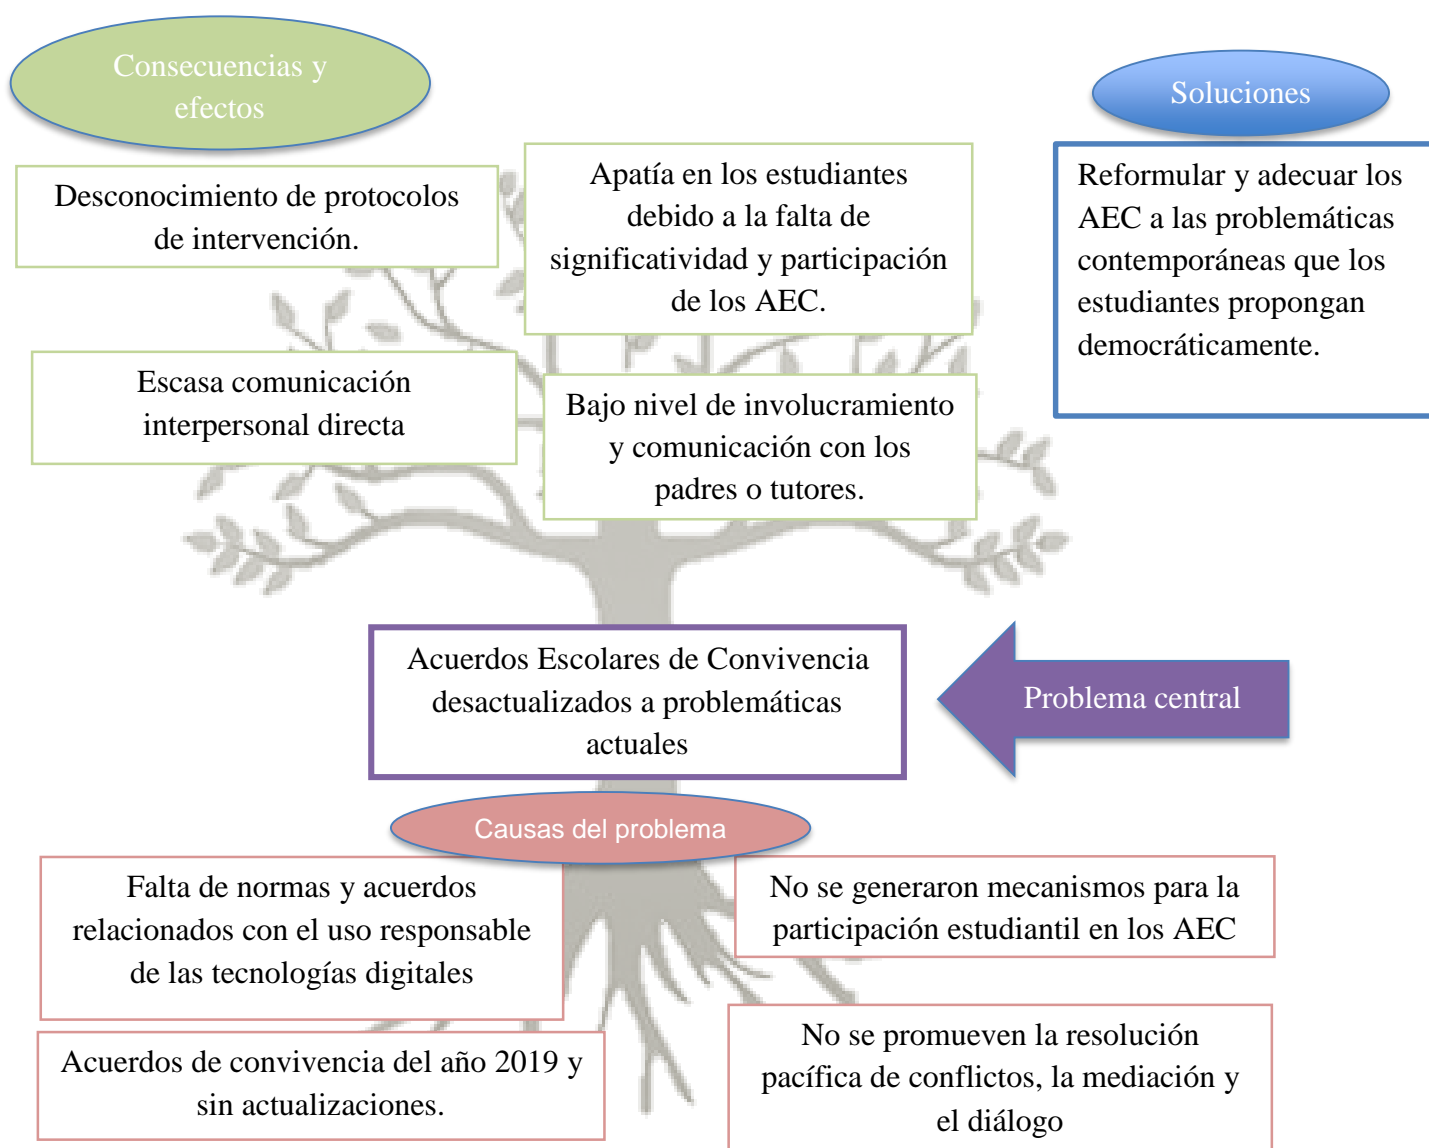 Consecuencias y
efectos
Soluciones
Desconocimiento de protocolos
de intervención.
Apatía en los estudiantes
debido a la falta de
significatividad y participación
de los AEC.
Reformular y adecuar los
AEC a las problemáticas
contemporáneas que los
estudiantes propongan
democráticamente.
Escasa comunicación
interpersonal directa
Bajo nivel de involucramiento
y comunicación con los
padres o tutores.
Acuerdos Escolares de Convivencia
desactualizados a problemáticas
actuales
Problema central
Causas del problema
Falta de normas y acuerdos
relacionados con el uso responsable
de las tecnologías digitales
No se generaron mecanismos para la
participación estudiantil en los AEC
Acuerdos de convivencia del año 2019 y
sin actualizaciones.
No se promueven la resolución
pacífica de conflictos, la mediación y
el diálogo